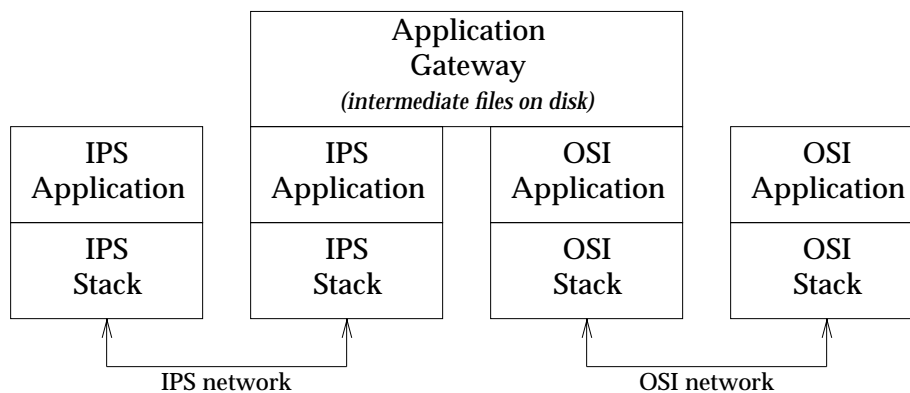 Application
Gateway
(intermediate files on disk)
IPS
Application
IPS
Application
OSI
Application
OSI
Application
IPS
Stack
IPS
Stack
OSI
Stack
OSI
Stack
IPS network
OSI network